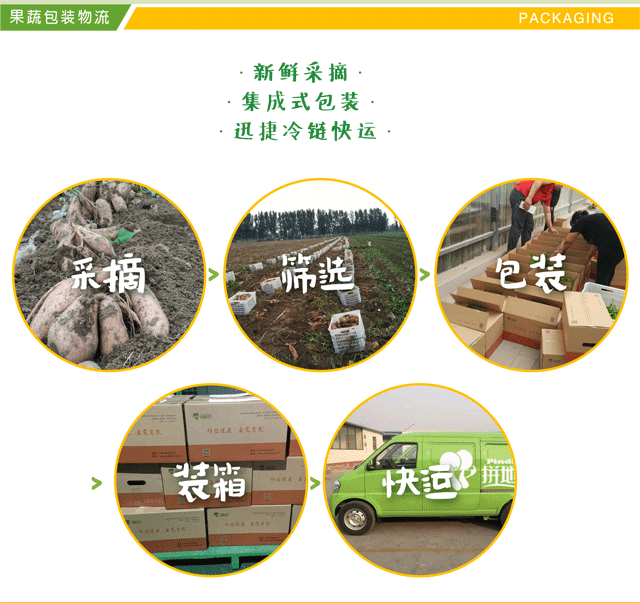 果蔬包装物流
PACKAGING
· 新鲜采摘 ·
· 集成式包装 ·
· 迅捷冷链快运 ·
采摘
筛选
包装
装箱
快运
Pind
拼地